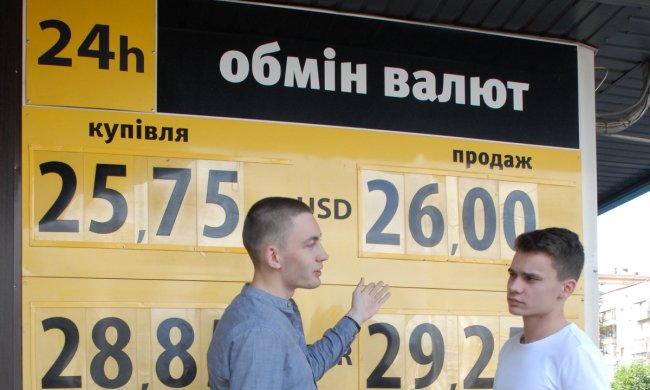 24h
обмін валют
купівля продаж
25,75 USD 26,00
28,8 R 29,2